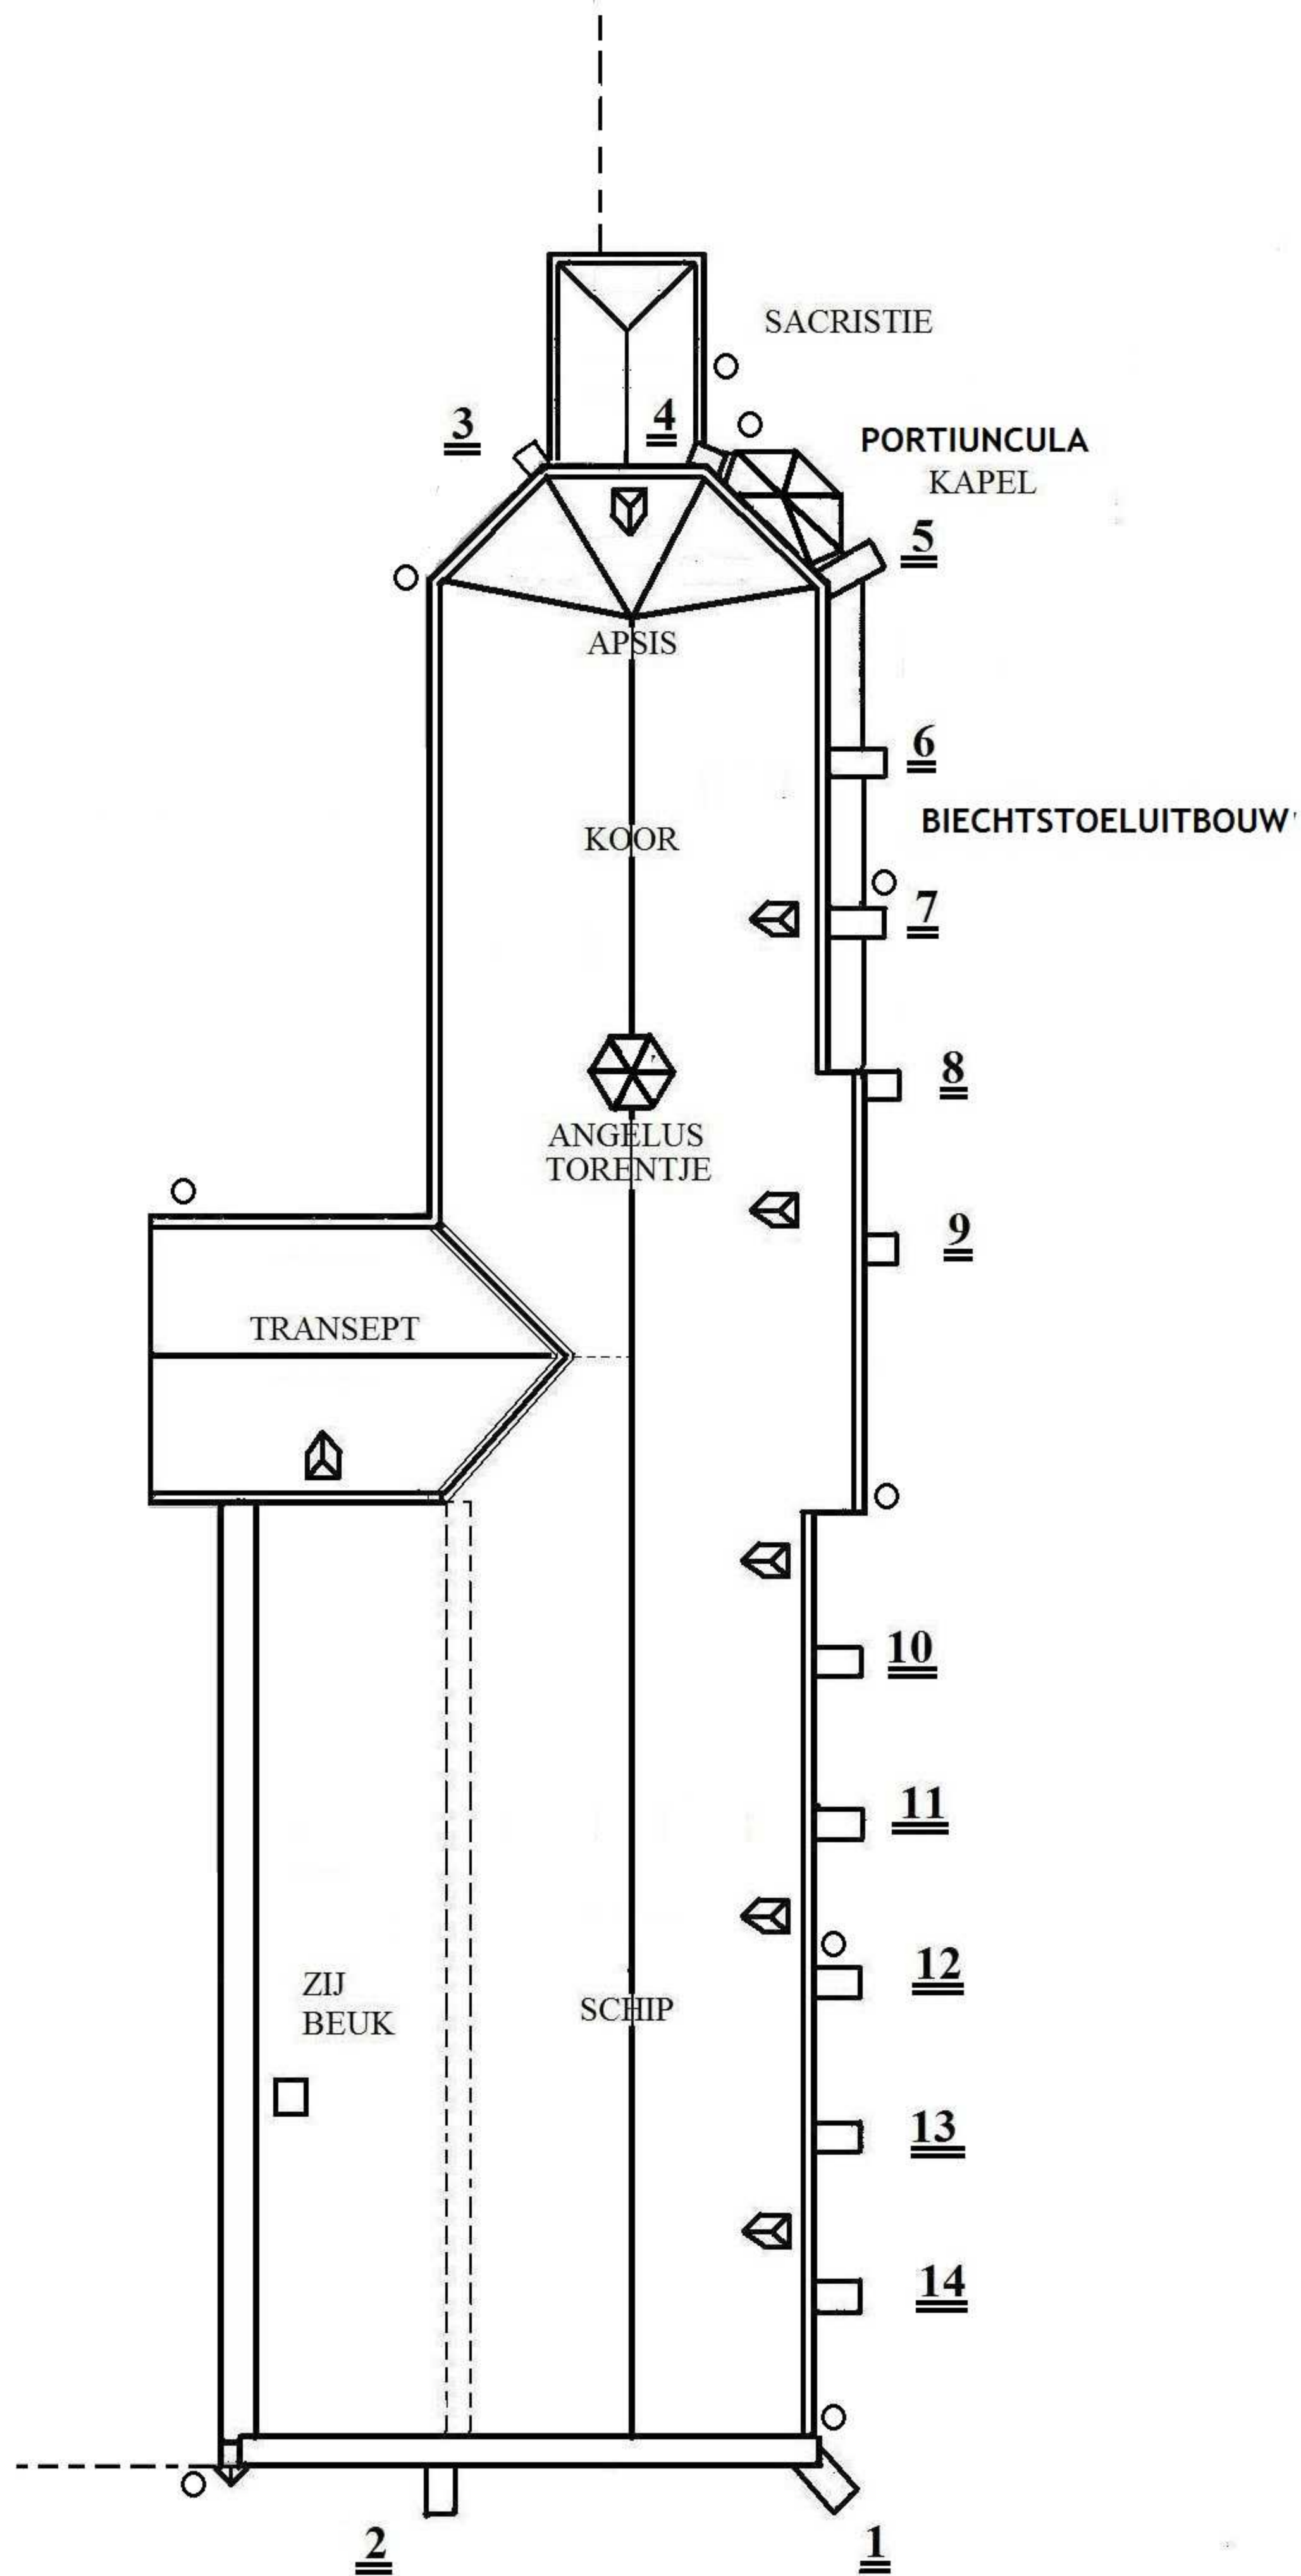 SACRISTIE
3
4
PORTIUNCULA
KAPEL
5
APSIS
6
BIECHTSTOELUITBOUW
KOOR
7
8
ANGELUS
TORENTJE
9
TRANSEPT
10
11
12
ZIJ
BEUK
SCHIP
13
14
2
1